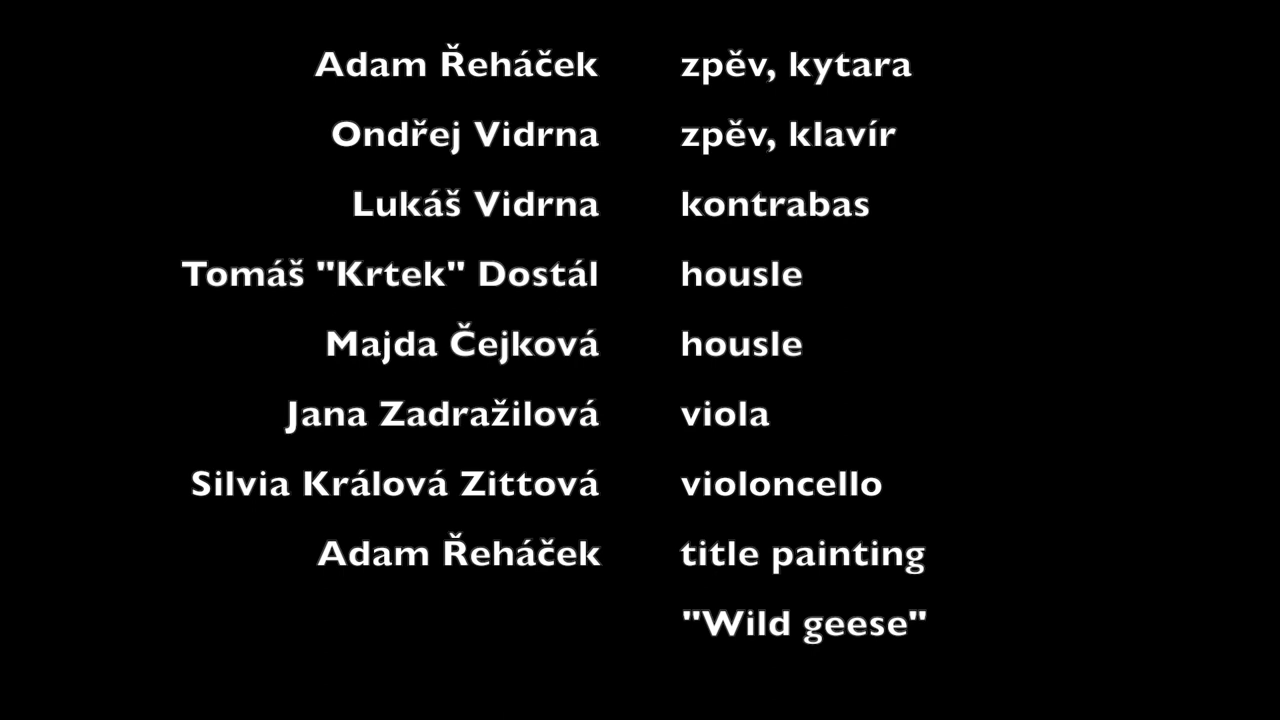 Adam Řeháček zpěv, kytara
Ondřej Vidrna zpěv, klavír
Lukáš Vidrna kontrabas
Tomáš "Krtek" Dostál housle
Majda Čejková housle
Jana Zadražilová viola
Silvia Králová Zittová violoncello
Adam Řeháček title painting
"Wild geese"